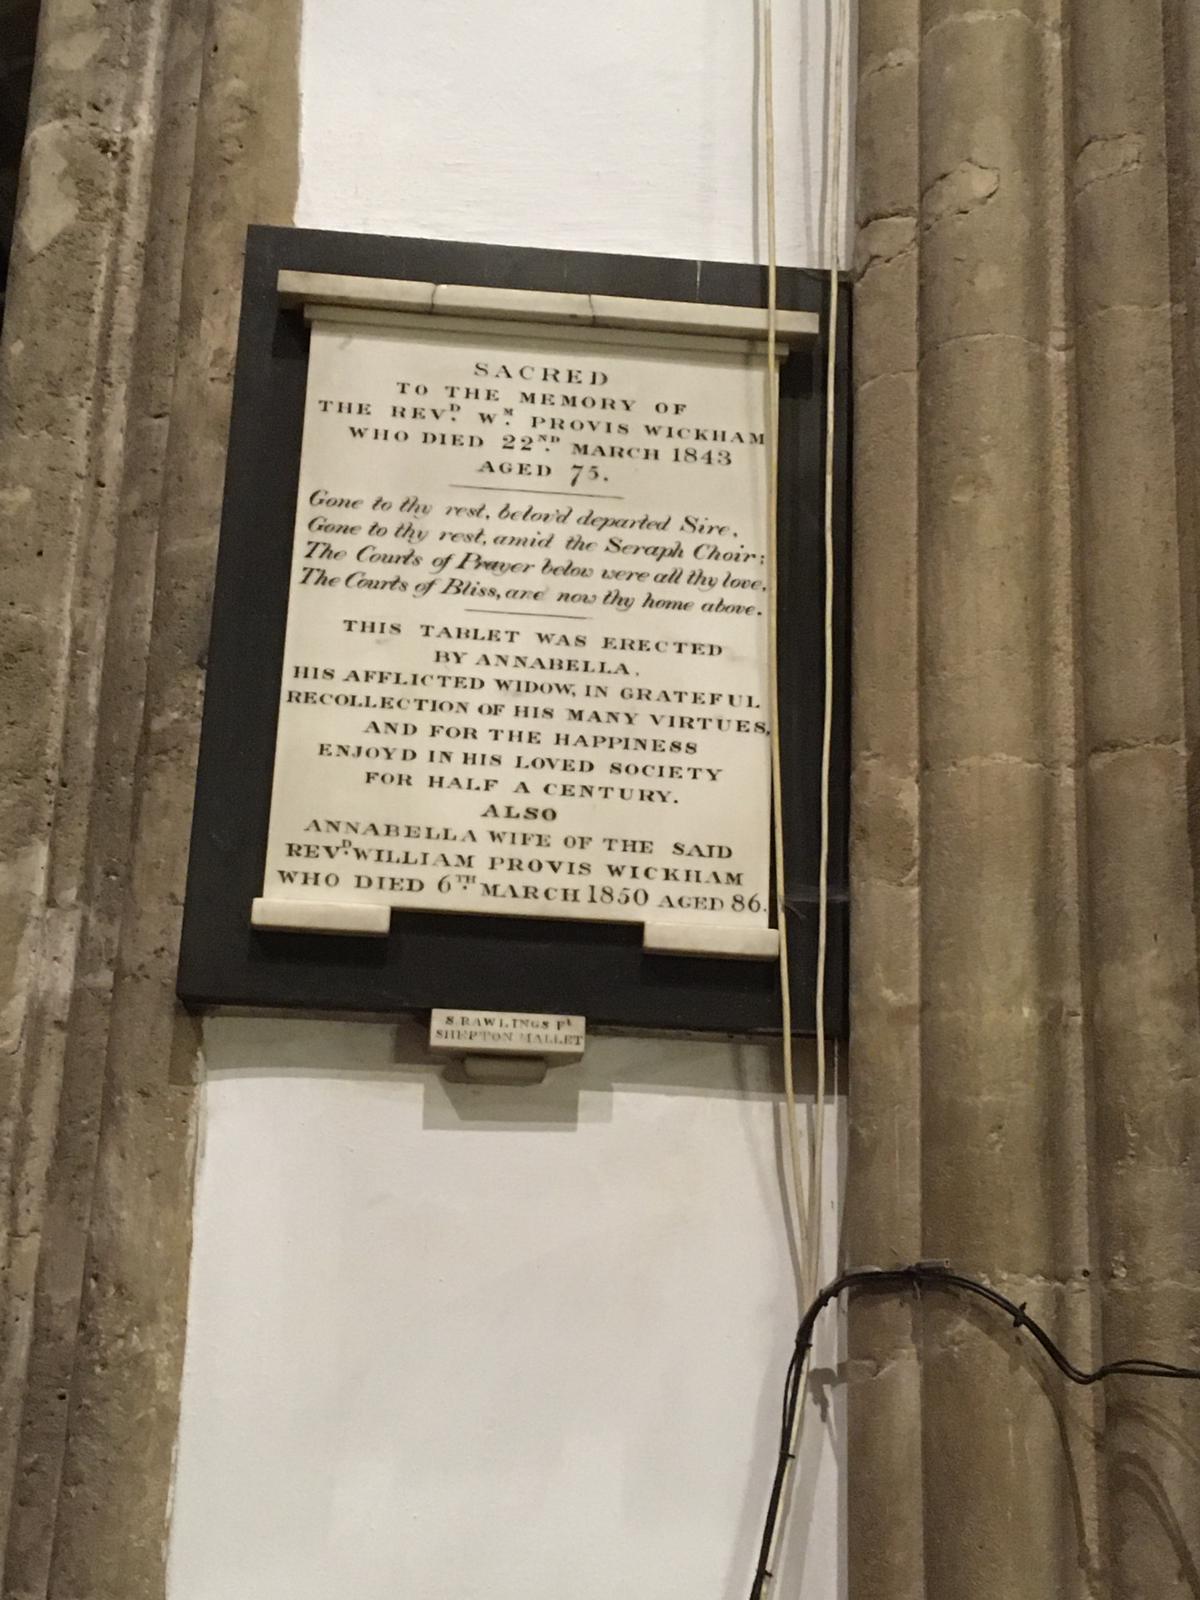 SACRED
TO THE MEMORY OF
THE REVD. WM. PROVIS WICKHAM
WHO DIED 22ND. MARCH 1843
AGED 75.
Gone to thy rest, belov'd departed Sire,
Gone to thy rest, amid the Seraph Choir;
The Courts of Prayer below were all thy love,
The Courts of Bliss, are now thy home above.
THIS TABLET WAS ERECTED
BY ANNABELLA,
HIS AFFLICTED WIDOW, IN GRATEFUL
RECOLLECTION OF HIS MANY VIRTUES,
AND FOR THE HAPPINESS
ENJOYD IN HIS LOVED SOCIETY
FOR HALF A CENTURY.
ALSO
ANNABELLA WIFE OF THE SAID
REVD. WILLIAM PROVIS WICKHAM
WHO DIED 6TH. MARCH 1850 AGED 86.
S. RAWLINGS Ft.
SHEPTON MALLET